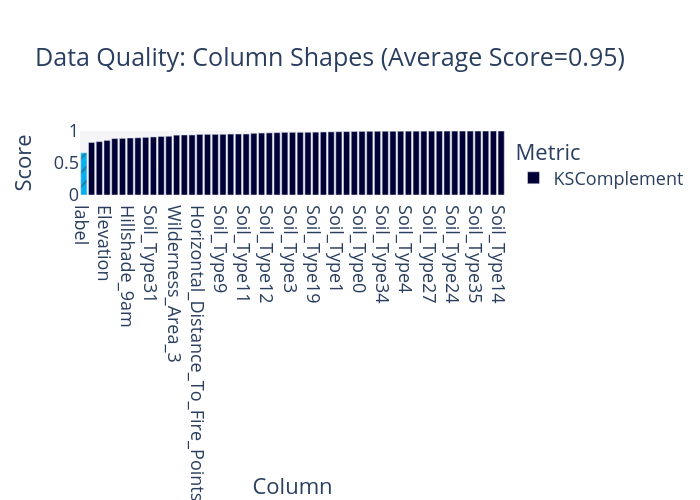 Data Quality: Column Shapes (Average Score=0.95)
Score
1
0.5
0
Metric
KSComplement
label
Elevation
Hillshade_9am
Soil_Type31
Wilderness_Area_3
Horizontal_Distance_To_Fire_Points
Soil_Type9
Soil_Type11
Soil_Type12
Soil_Type3
Soil_Type19
Soil_Type1
Soil_Type0
Soil_Type34
Soil_Type4
Soil_Type27
Soil_Type24
Soil_Type35
Soil_Type14
Column